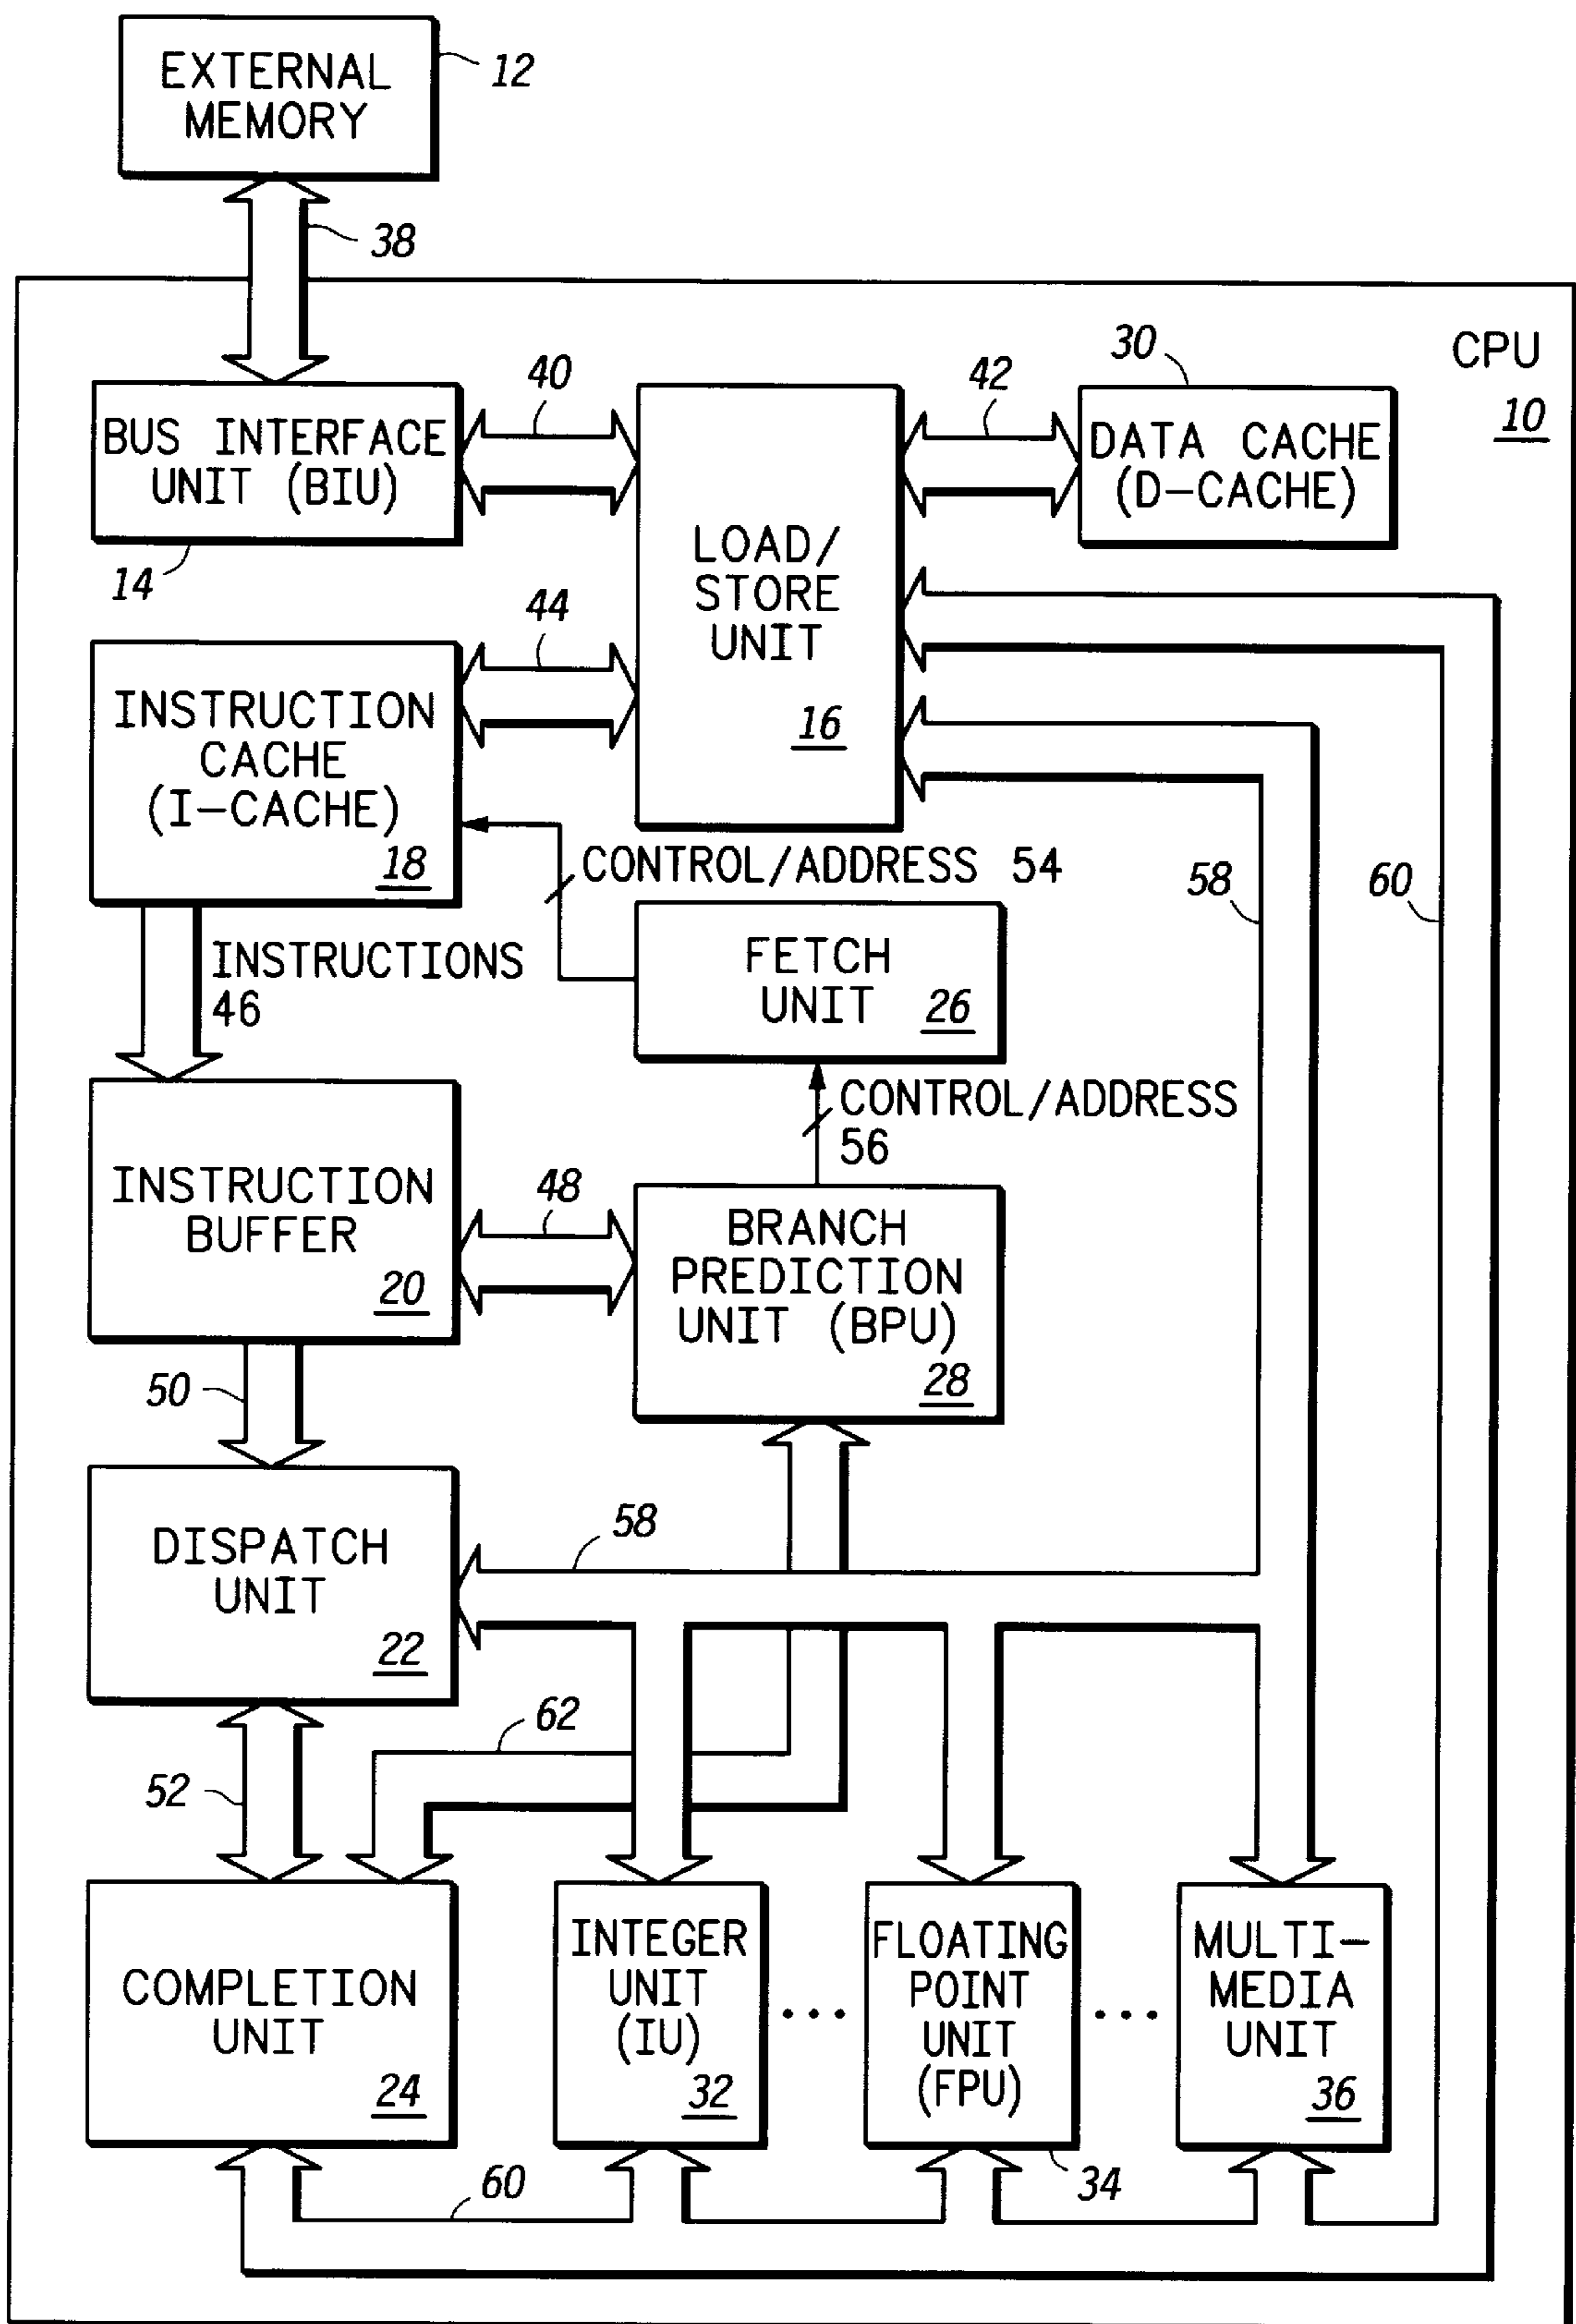 EXTERNAL
MEMORY
12
38
CPU
10
30
40
42
BUS INTERFACE
UNIT (BIU)
14
DATA CACHE
(D-CACHE)
LOAD/
STORE
UNIT
16
44
INSTRUCTION
CACHE
(I-CACHE)
18
CONTROL/ADDRESS 54
58
60
INSTRUCTIONS
46
FETCH
UNIT 26
CONTROL/ADDRESS
56
INSTRUCTION
BUFFER
20
48
BRANCH
PREDICTION
UNIT (BPU)
28
50
DISPATCH
UNIT
22
58
62
52
COMPLETION
UNIT
24
INTEGER
UNIT
(IU)
32
...
FLOATING
POINT
UNIT
(FPU)
34
...
MULTI-
MEDIA
UNIT
36
60